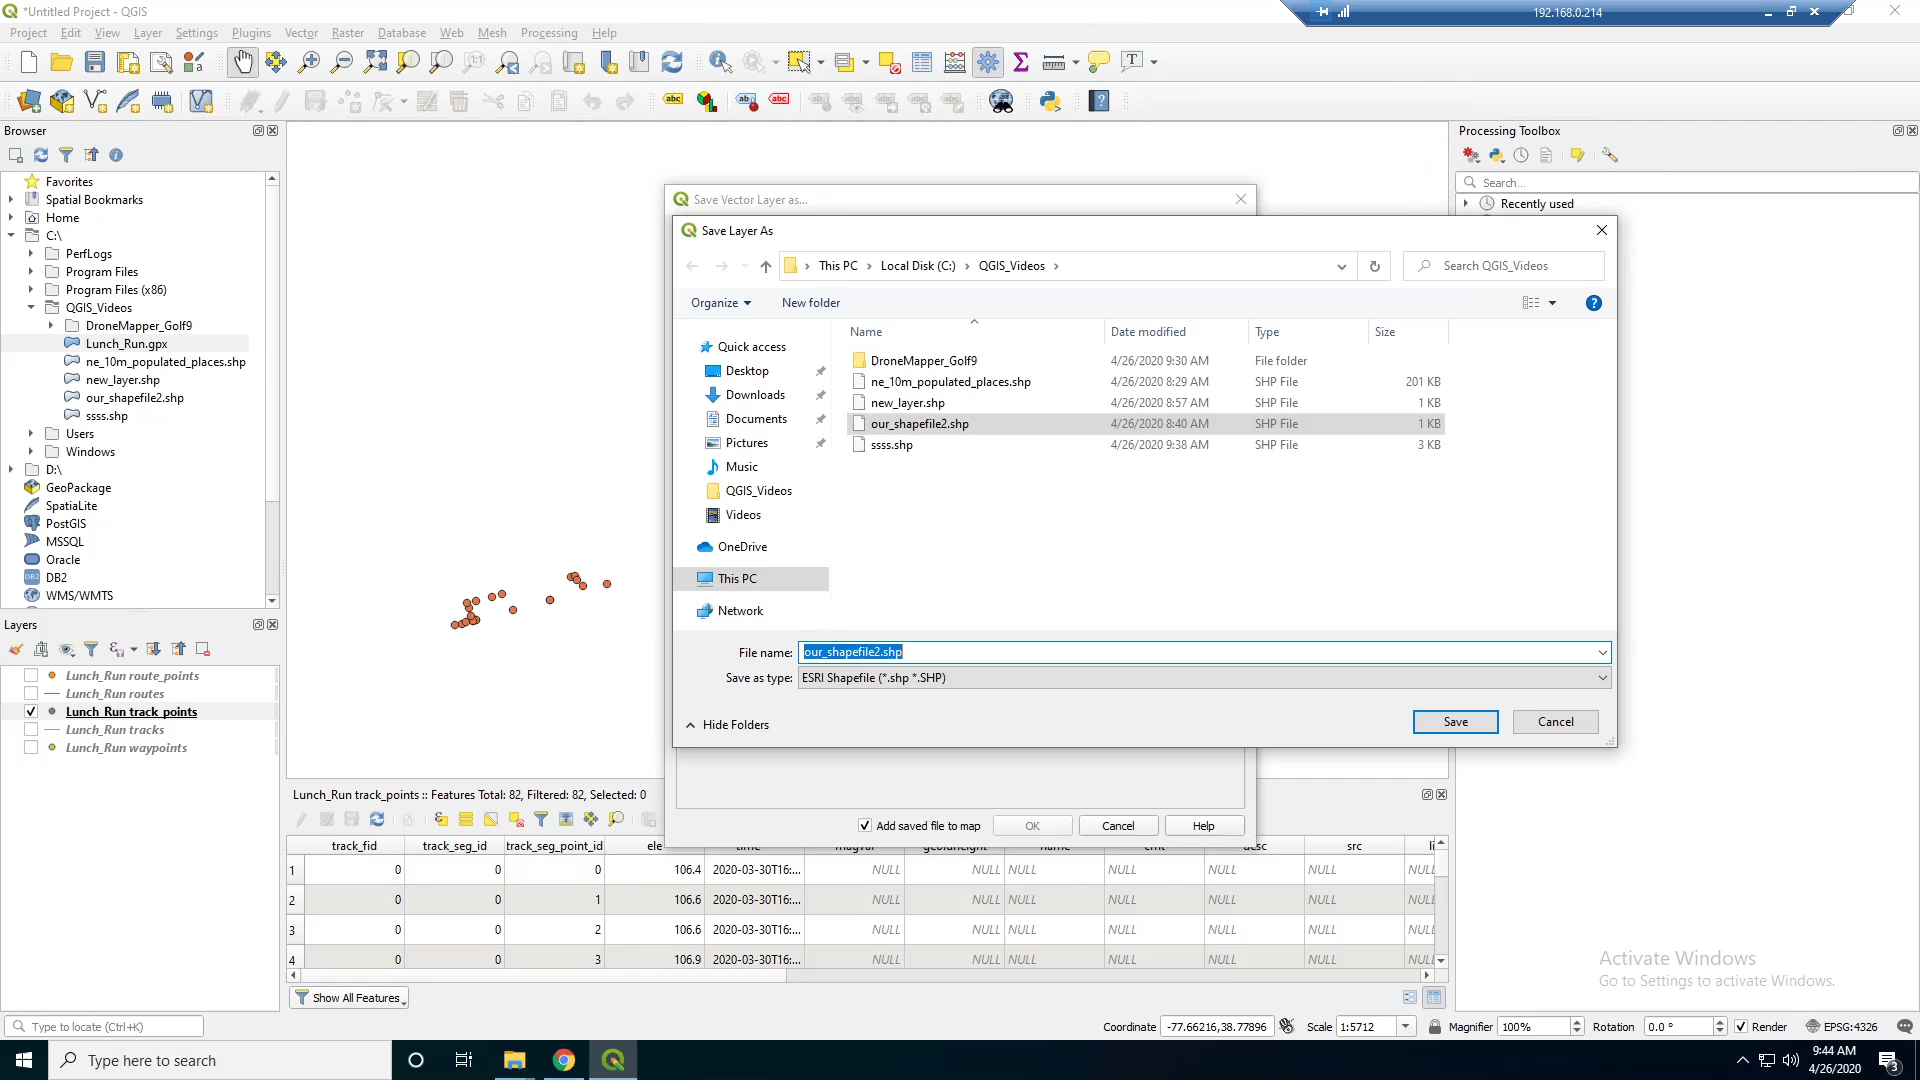 *Untitled Project - QGIS
192.168.0.214
Project Edit View Layer Settings Plugins Vector Raster Database Web Mesh Processing Help
Browser
Favorites
Spatial Bookmarks
Home
C:\
PerfLogs
Program Files
Program Files (x86)
QGIS_Videos
DroneMapper_Golf9
Lunch_Run.gpx
ne_10m_populated_places.shp
new_layer.shp
our_shapefile2.shp
ssss.shp
Users
Windows
D:\
GeoPackage
SpatiaLite
PostGIS
MSSQL
Oracle
DB2
WMS/WMTS
Layers
Lunch_Run route_points
Lunch_Run routes
Lunch_Run track_points
Lunch_Run tracks
Lunch_Run waypoints
Type to locate (Ctrl+K)
Save Vector Layer as...
Save Layer As
This PC > Local Disk (C:) > QGIS_Videos >
Search QGIS_Videos
Organize New folder
Quick access
Desktop
Downloads
Documents
Pictures
Music
QGIS_Videos
Videos
OneDrive
This PC
Network
Name Date modified Type Size
DroneMapper_Golf9 4/26/2020 9:30 AM File folder
ne_10m_populated_places.shp 4/26/2020 8:29 AM SHP File 201 KB
new_layer.shp 4/26/2020 8:57 AM SHP File 1 KB
our_shapefile2.shp 4/26/2020 8:40 AM SHP File 1 KB
ssss.shp 4/26/2020 9:38 AM SHP File 3 KB
File name: our_shapefile2.shp
Save as type: ESRI Shapefile (*.shp *.SHP)
Hide Folders
Save Cancel
Add saved file to map OK Cancel Help
Processing Toolbox
Search...
Recently used
Lunch_Run track_points :: Features Total: 82, Filtered: 82, Selected: 0
track_fid track_seg_id track_seg_point_id ele time magvar geoidheight name cmt desc src li
1 0 0 0 106.4 2020-03-30T16:... NULL NULL NULL NULL NULL NULL NULL
2 0 0 1 106.6 2020-03-30T16:... NULL NULL NULL NULL NULL NULL NULL
3 0 0 2 106.6 2020-03-30T16:... NULL NULL NULL NULL NULL NULL NULL
4 0 0 3 106.9 2020-03-30T16:... NULL NULL NULL NULL NULL NULL NULL
Show All Features
Activate Windows
Go to Settings to activate Windows.
Coordinate -77.66216,38.77896 Scale 1:5712 Magnifier 100% Rotation 0.0 ° Render EPSG:4326
Type here to search
9:44 AM
4/26/2020
3